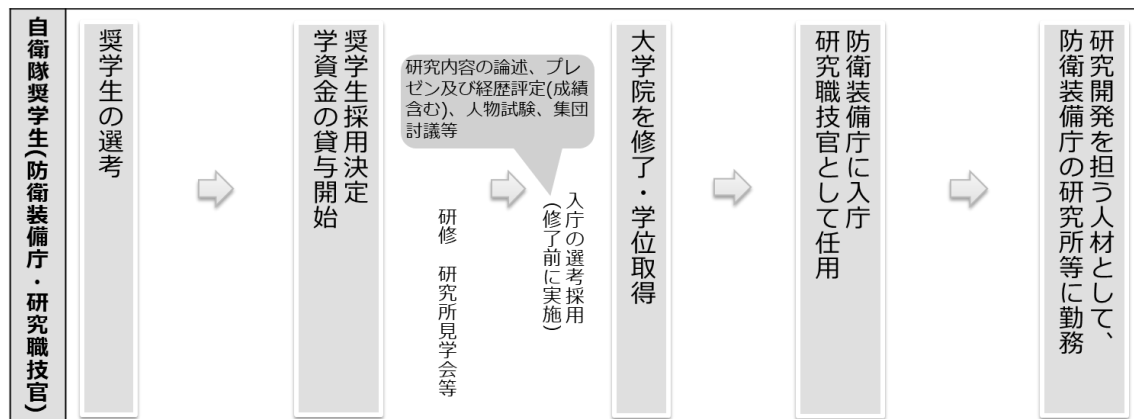 自衛隊奨学生(防衛装備庁・研究職技官)
奨学生の選考
奨学生採用決定
学資金の貸与開始
研究内容の論述、プレ
ゼン及び経歴評定(成績
含む)、人物試験、集団
討議等
研修　研究所見学会等
入庁の選考採用
(修了前に実施)
大学院を修了・学位取得
防衛装備庁に入庁
研究職技官として任用
研究開発を担う人材として、
防衛装備庁の研究所等に勤務